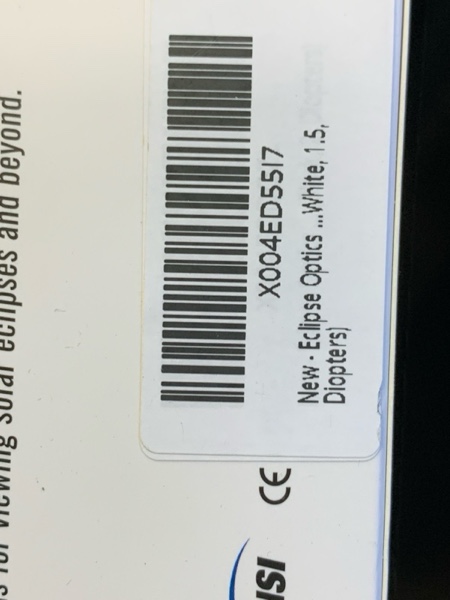 for viewing solar eclipses and beyond.
X004ED55I7
New - Eclipse Optics ...White, 1.5,
Diopters)
CE